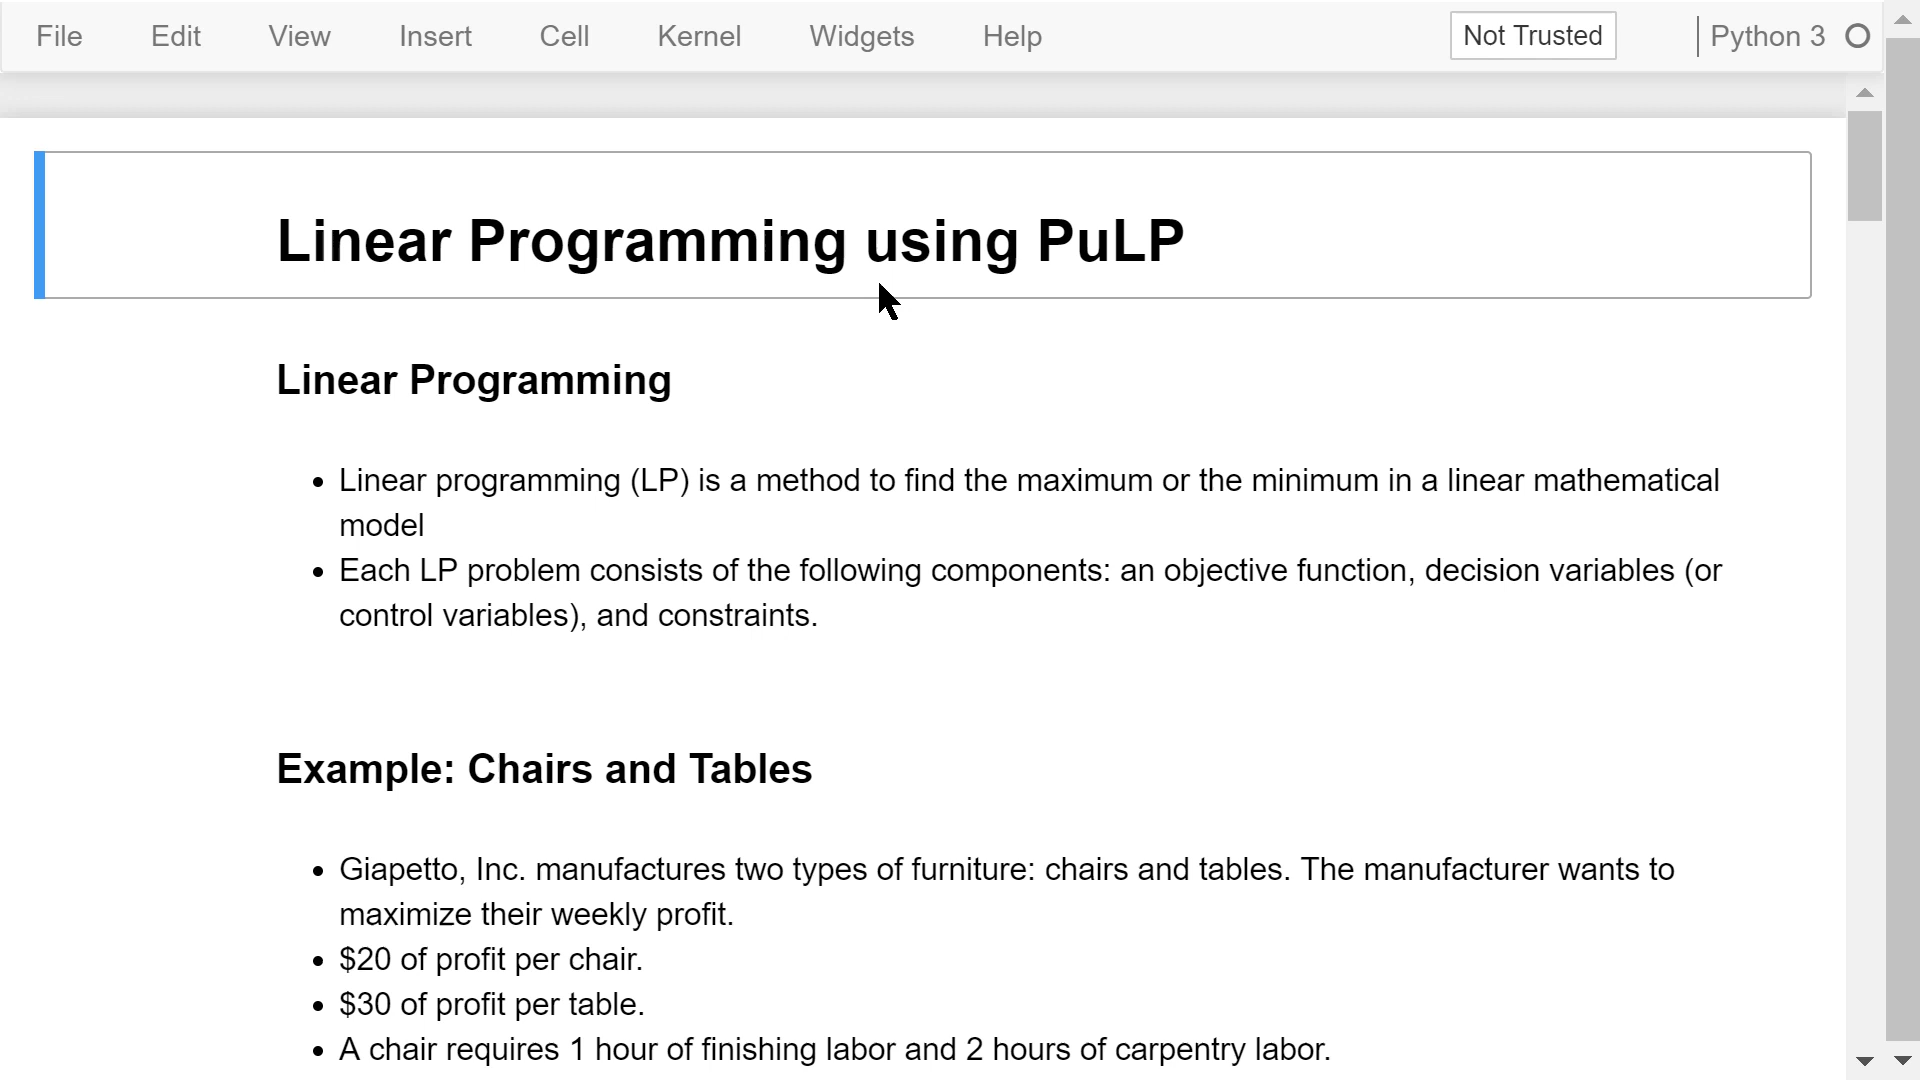 File Edit View Insert Cell Kernel Widgets Help Not Trusted Python 3
Linear Programming using PuLP
Linear Programming
• Linear programming (LP) is a method to find the maximum or the minimum in a linear mathematical
model
• Each LP problem consists of the following components: an objective function, decision variables (or
control variables), and constraints.
Example: Chairs and Tables
• Giapetto, Inc. manufactures two types of furniture: chairs and tables. The manufacturer wants to
maximize their weekly profit.
• $20 of profit per chair.
• $30 of profit per table.
• A chair requires 1 hour of finishing labor and 2 hours of carpentry labor.